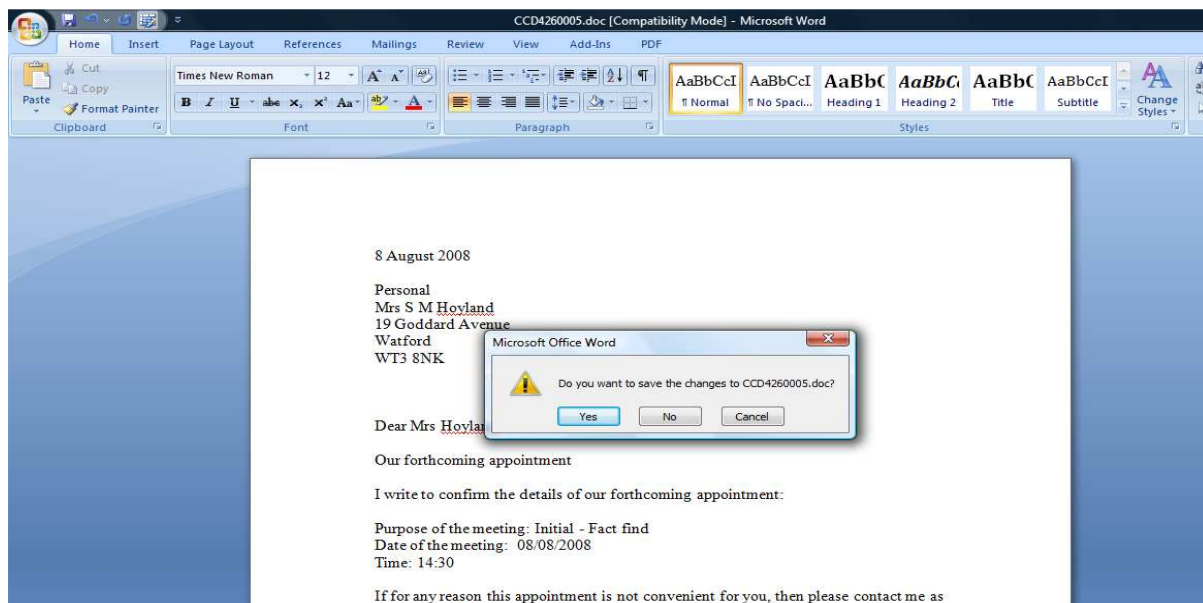 CCD4260005.doc [Compatibility Mode] - Microsoft Word
Home Insert Page Layout References Mailings Review View Add-Ins PDF
Paste
Cut
Copy
Format Painter
Clipboard
Times New Roman 12
Font
Paragraph
AaBbCcI AaBbCcI AaBbC AaBbCc AaBbC AaBbCcI
¶ Normal ¶ No Spaci... Heading 1 Heading 2 Title Subtitle
Change
Styles
Styles
8 August 2008
Personal
Mrs S M Hoyland
19 Goddard Avenue
Watford
WT3 8NK
Microsoft Office Word
Do you want to save the changes to CCD4260005.doc?
Yes No Cancel
Dear Mrs
Our forthcoming appointment
I write to confirm the details of our forthcoming appointment:
Purpose of the meeting: Initial - Fact find
Date of the meeting: 08/08/2008
Time: 14:30
If for any reason this appointment is not convenient for you, then please contact me as